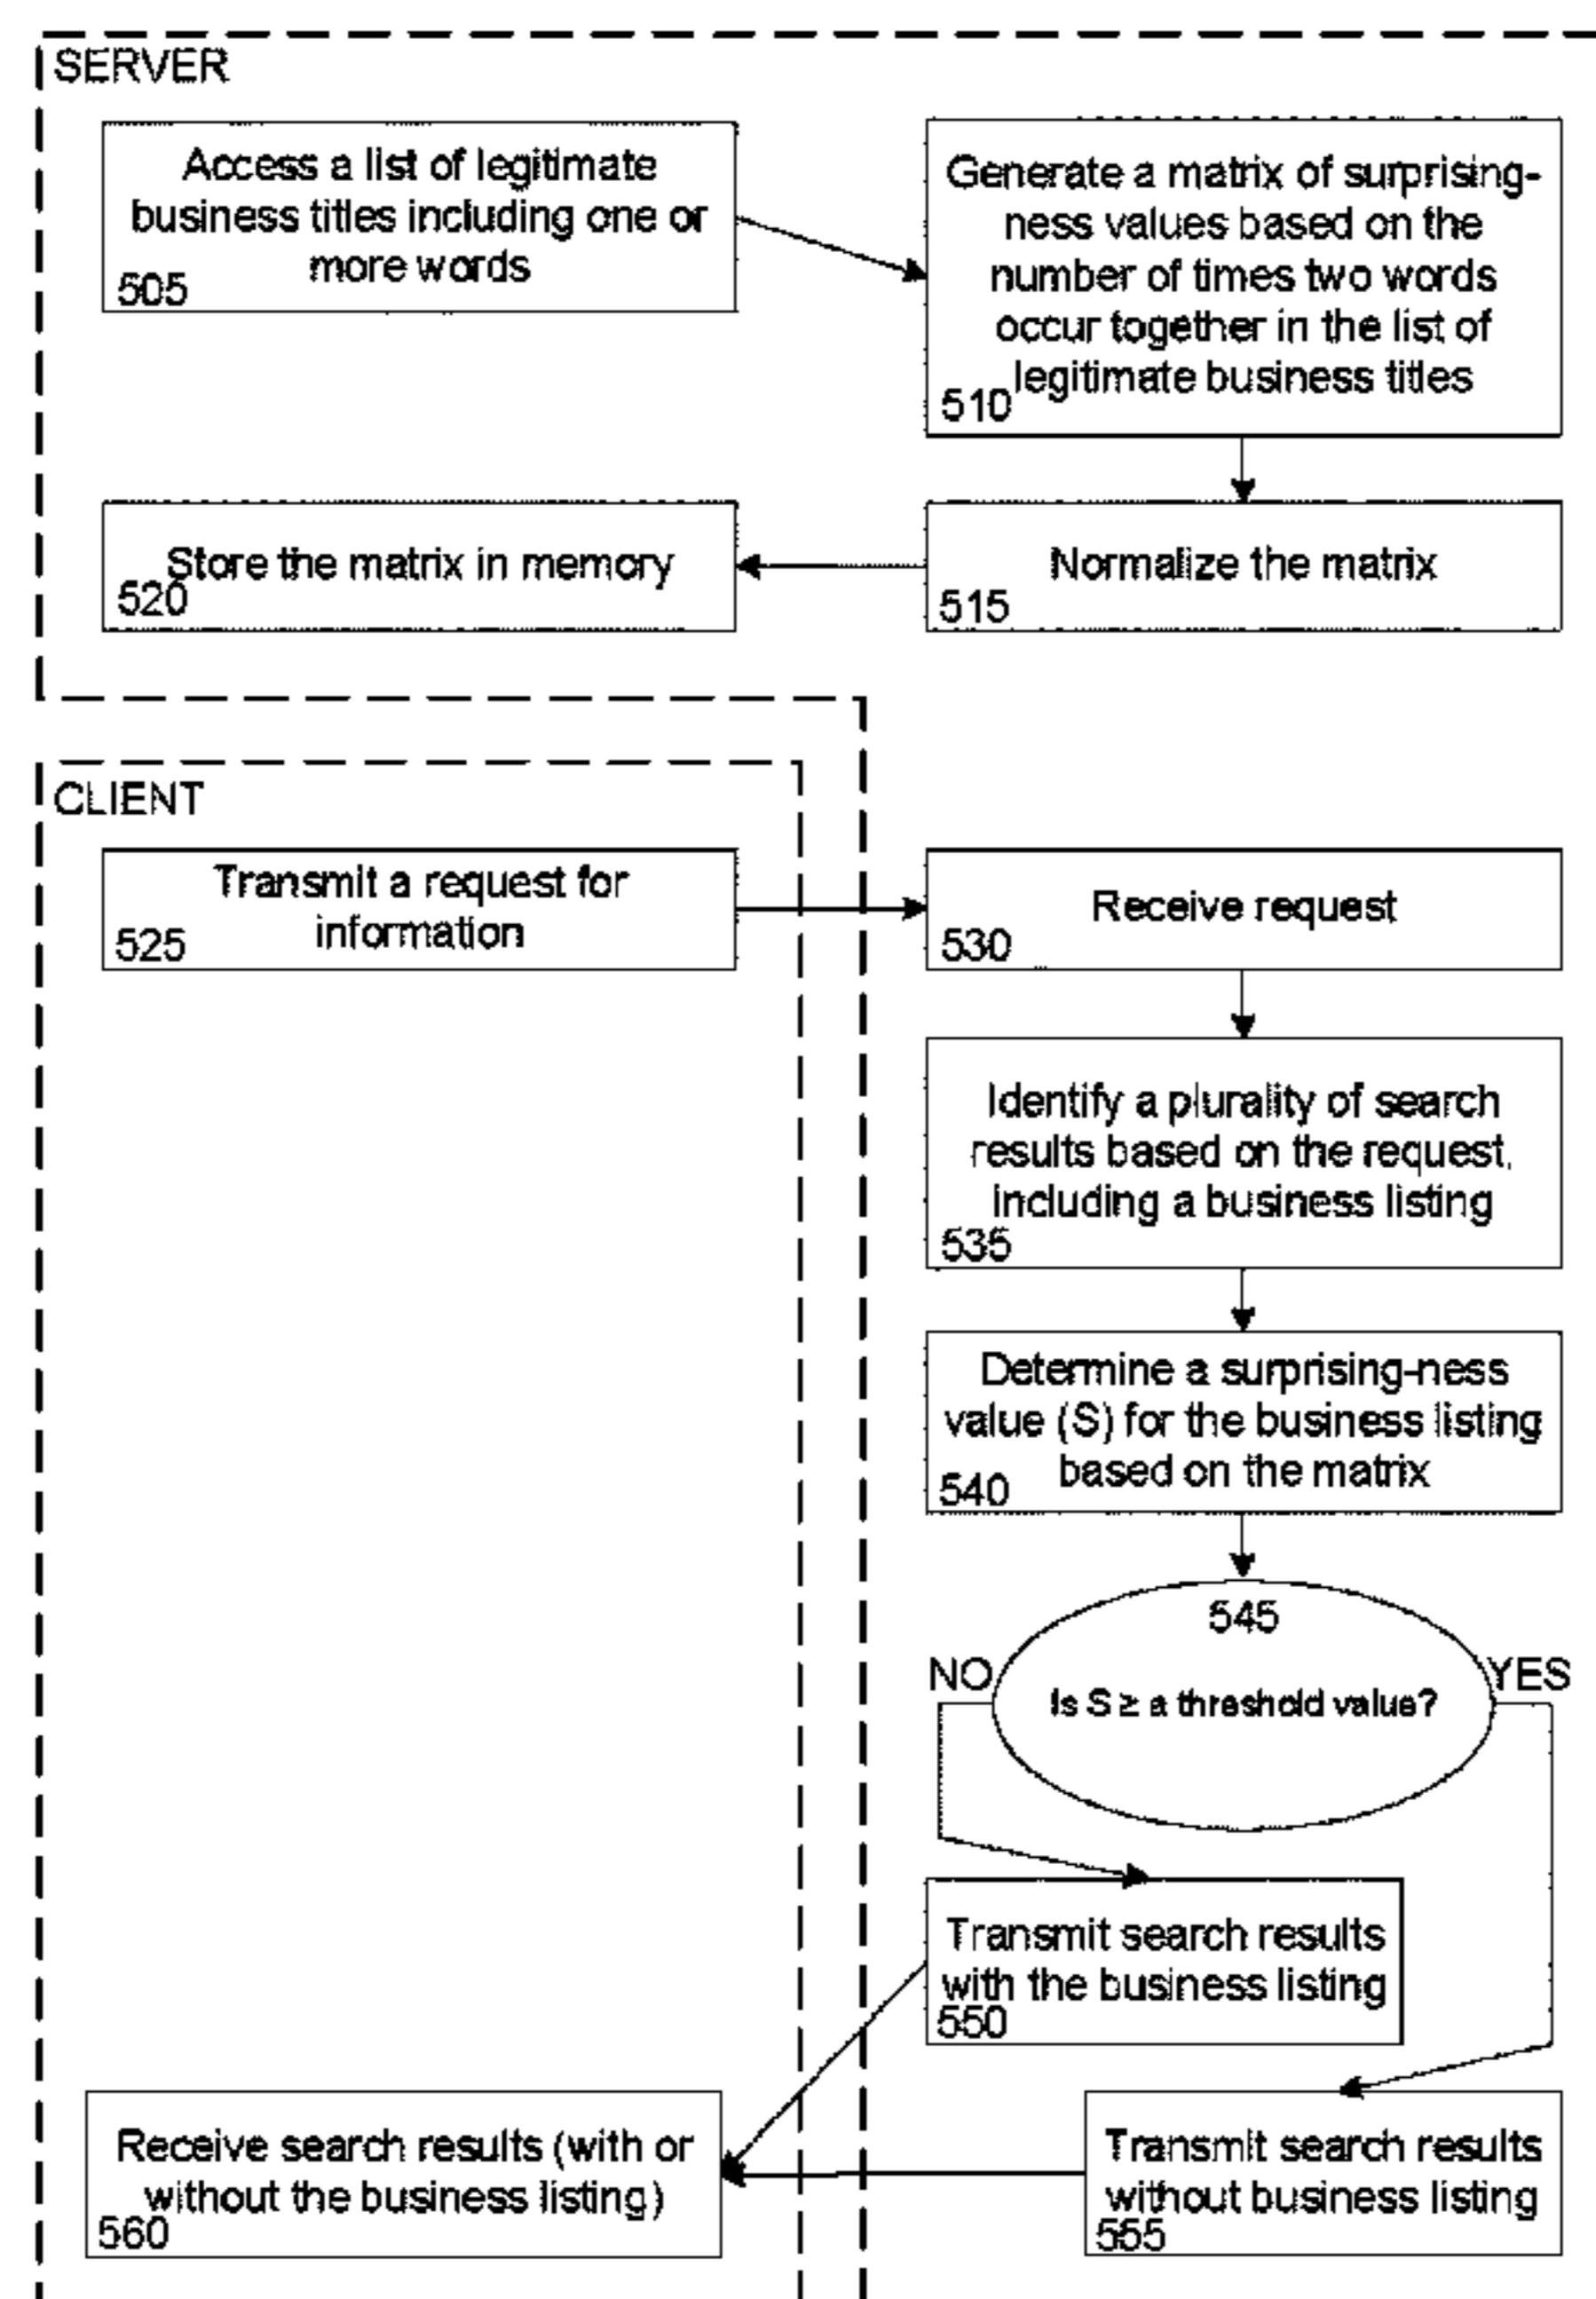 SERVER
Access a list of legitimate
business titles including one or
more words
505
Generate a matrix of surprising-
ness values based on the
number of times two words
occur together in the list of
legitimate business titles
510
Store the matrix in memory
520
Normalize the matrix
515
CLIENT
Transmit a request for
information
525
Receive request
530
Identify a plurality of search
results based on the request,
including a business listing
535
Determine a surprising-ness
value (S) for the business listing
based on the matrix
540
545
NO
YES
Is S ≥ a threshold value?
Transmit search results
with the business listing
550
Receive search results (with or
without the business listing)
560
Transmit search results
without business listing
555